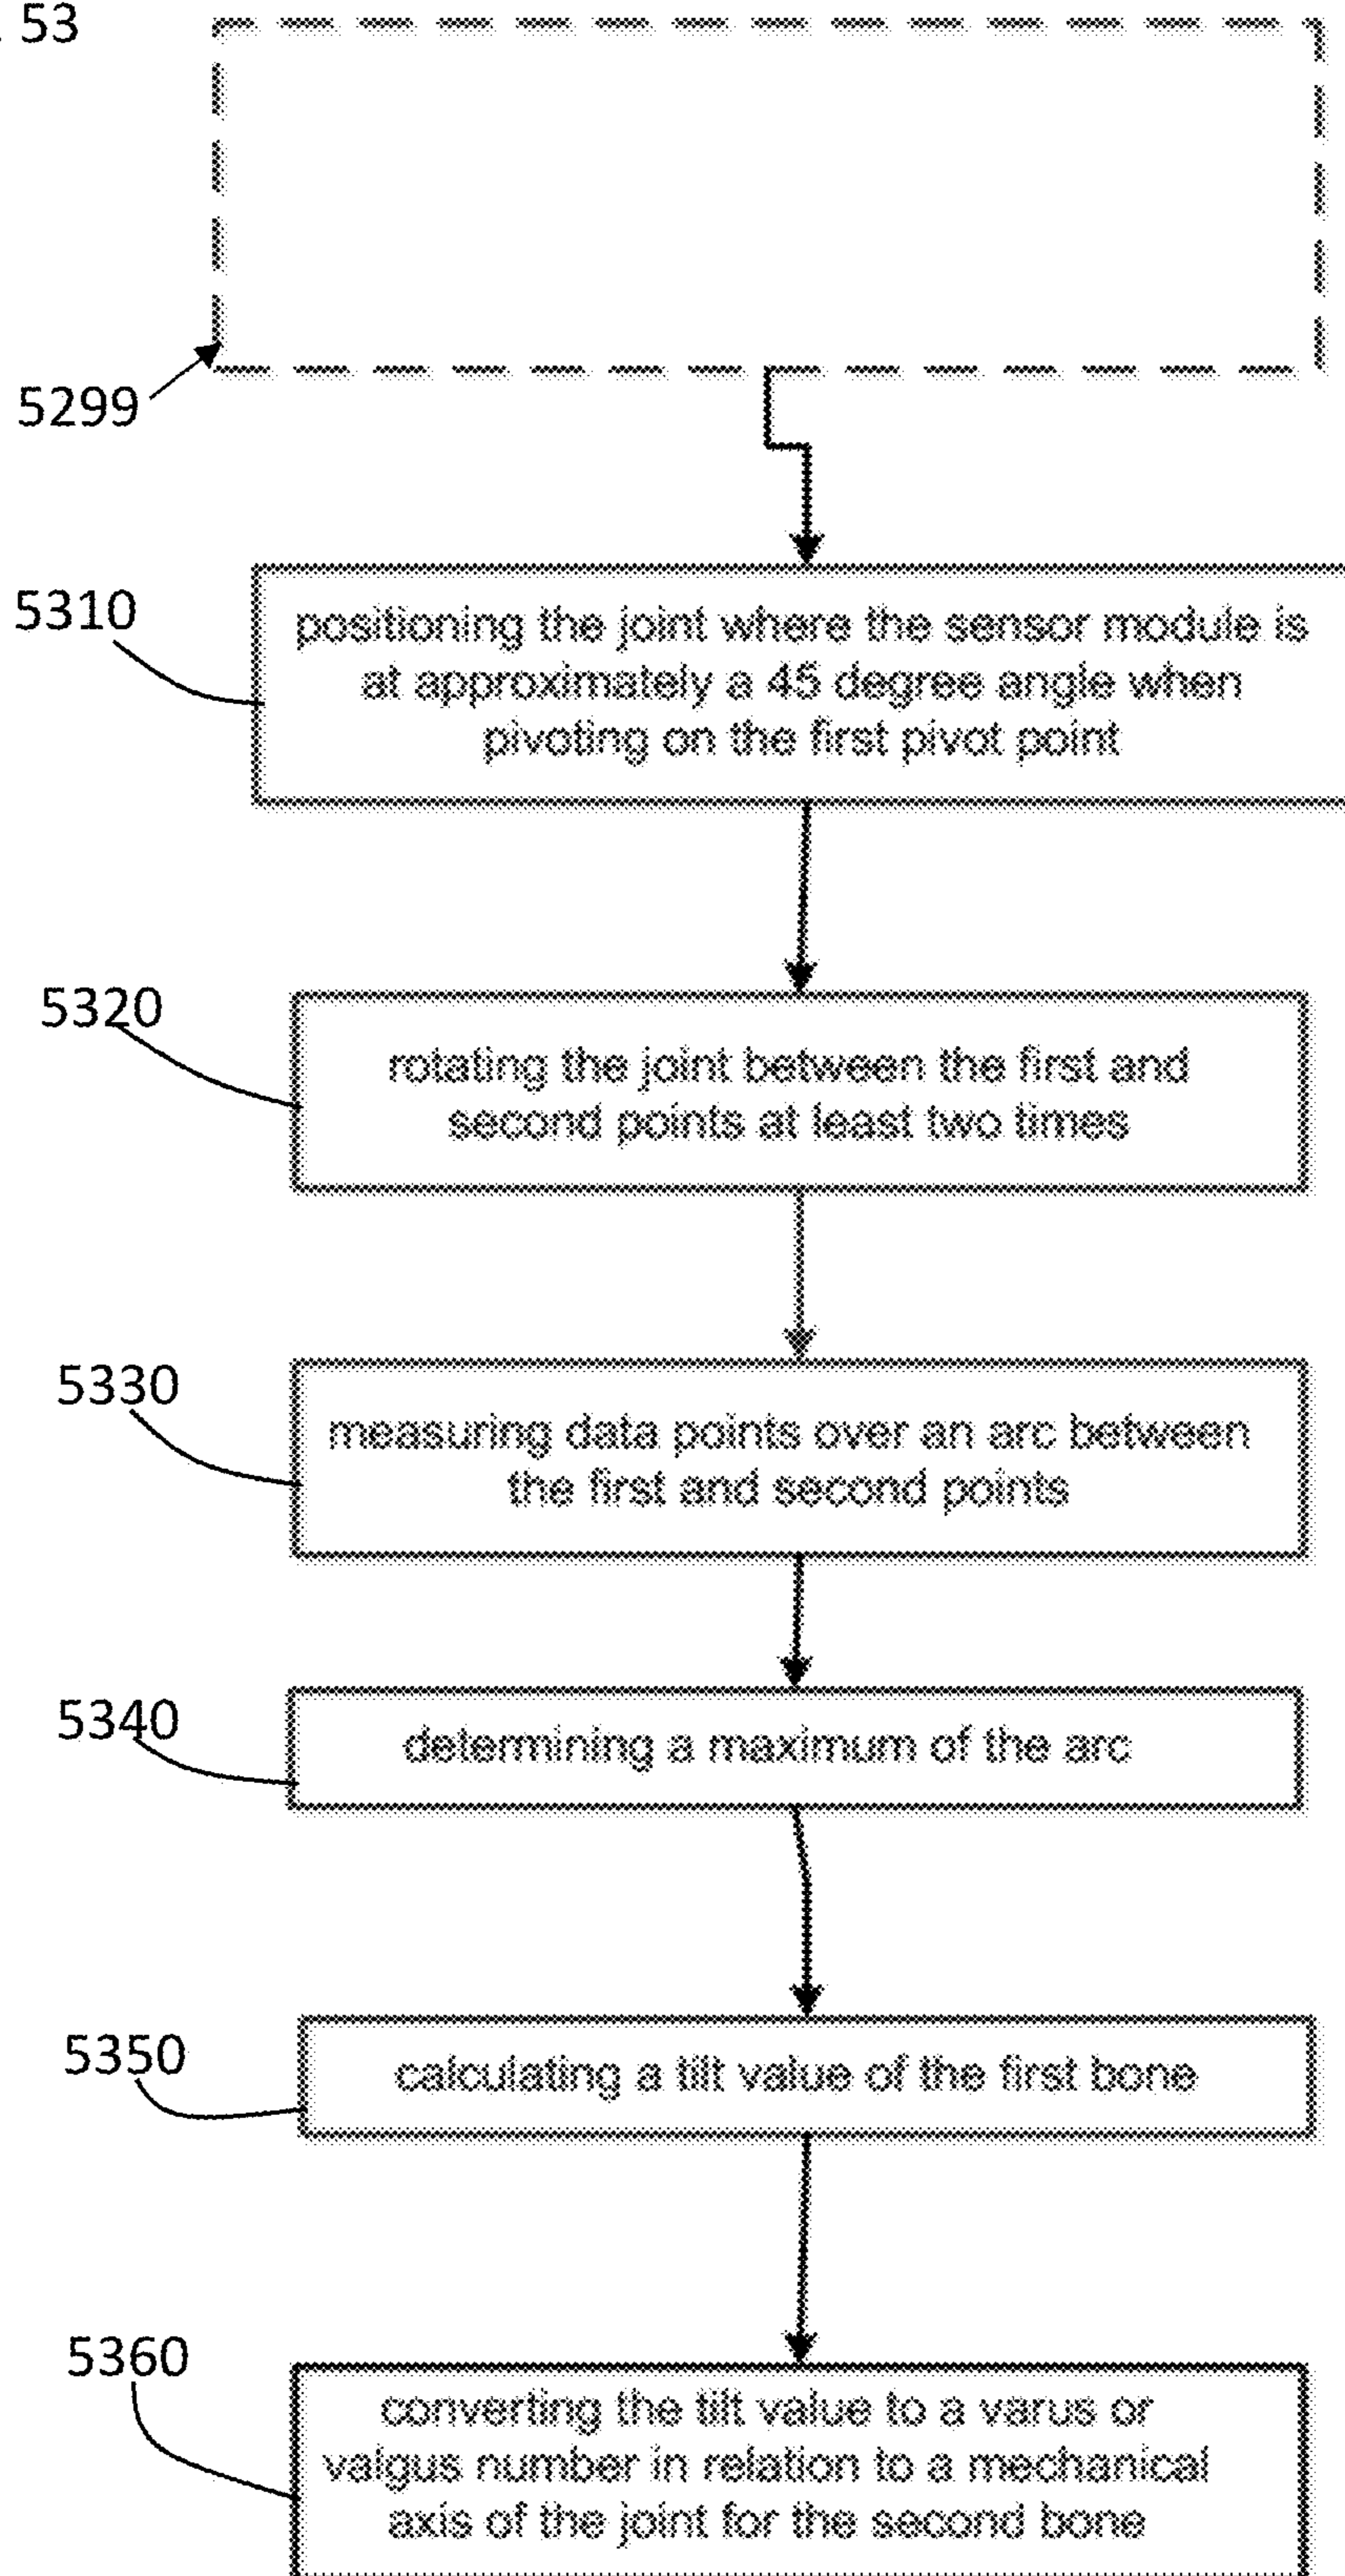 53
5299
5310
positioning the joint where the sensor module is
at approximately a 45 degree angle when
pivoting on the first pivot point
5320
rotating the joint between the first and
second points at least two times
5330
measuring data points over an arc between
the first and second points
5340
determining a maximum of the arc
5350
calculating a tilt value of the first bone
5360
converting the tilt value to a varus or
valgus number in relation to a mechanical
axis of the joint for the second bone